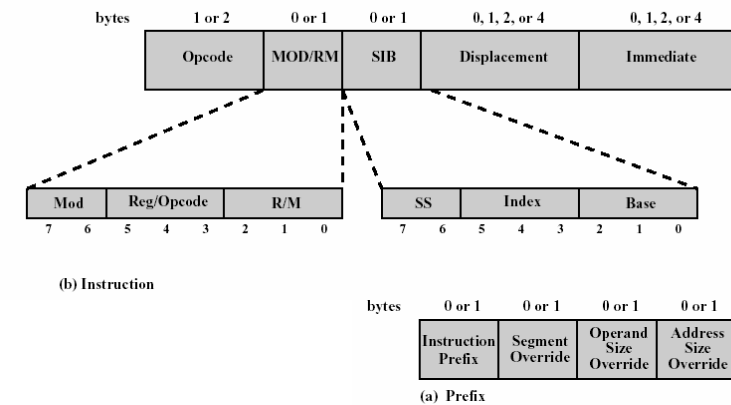 bytes 1 or 2 0 or 1 0 or 1 0, 1, 2, or 4 0, 1, 2, or 4
Opcode MOD/RM SIB Displacement Immediate
Mod Reg/Opcode R/M SS Index Base
7 6 5 4 3 2 1 0 7 6 5 4 3 2 1 0
(b) Instruction
bytes 0 or 1 0 or 1 0 or 1 0 or 1
Instruction Prefix
Segment Override
Operand Size Override
Address Size Override
(a) Prefix